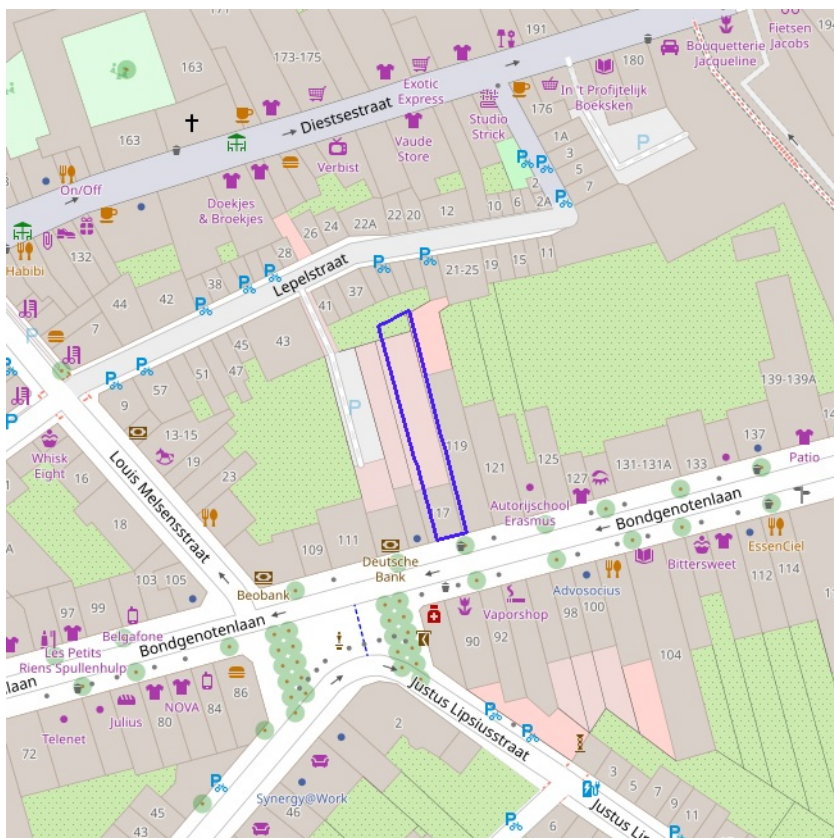 191
Fietsen
Jacobs
194
163
173-175
180
Bouquetterie
Jacqueline
Exotic
Express
In 't Profijtelijk
Boeksken
Diestsestraat
176
Studio
Strick
P
163
Vaude
Store
1A
3
5
7
Verbist
On/Off
2
2A
Doekjes
& Broekjes
P
P
P
Habibi
132
26
24
22A
22
20
12
10
6
28
38
P
P
P
P
P
Lepelstraat
21-25
19
15
11
44
42
41
37
7
P
45
43
139-139A
P
P
57
51
47
P
9
P
13-15
119
137
Whisk
Eight
16
19
23
121
125
127
131-131A
133
Patio
Louis Melsensstraat
17
Autorijschool
Erasmus
Bondgenotenlaan
18
109
111
Deutsche
Bank
Bittersweet
EssenCiel
103
105
Beobank
Advosocius
112
114
97
99
Vaporshop
98
100
Belgafone
Bondgenotenlaan
90
92
Les Petits
Riens Spullenhulp
104
laan
86
Justus Lipsiusstraat
NOVA
84
Julius
80
P
P
Telenet
2
72
P
Synergy@Work
3
5
7
9
11
45
43
46
P
6
Justus Lip